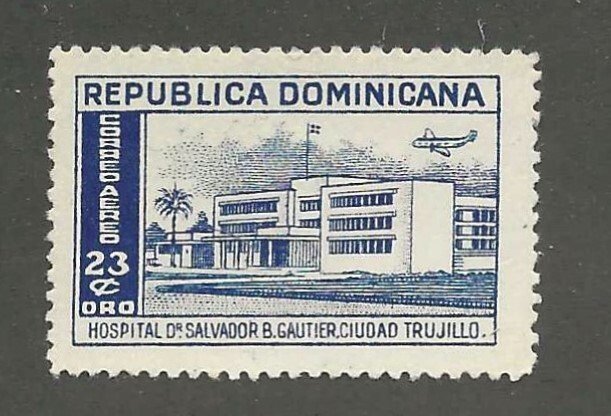 REPUBLICA DOMINICANA
CORREO AEREO
23
¢
ORO
HOSPITAL DR. SALVADOR B. GAUTIER, CIUDAD TRUJILLO.